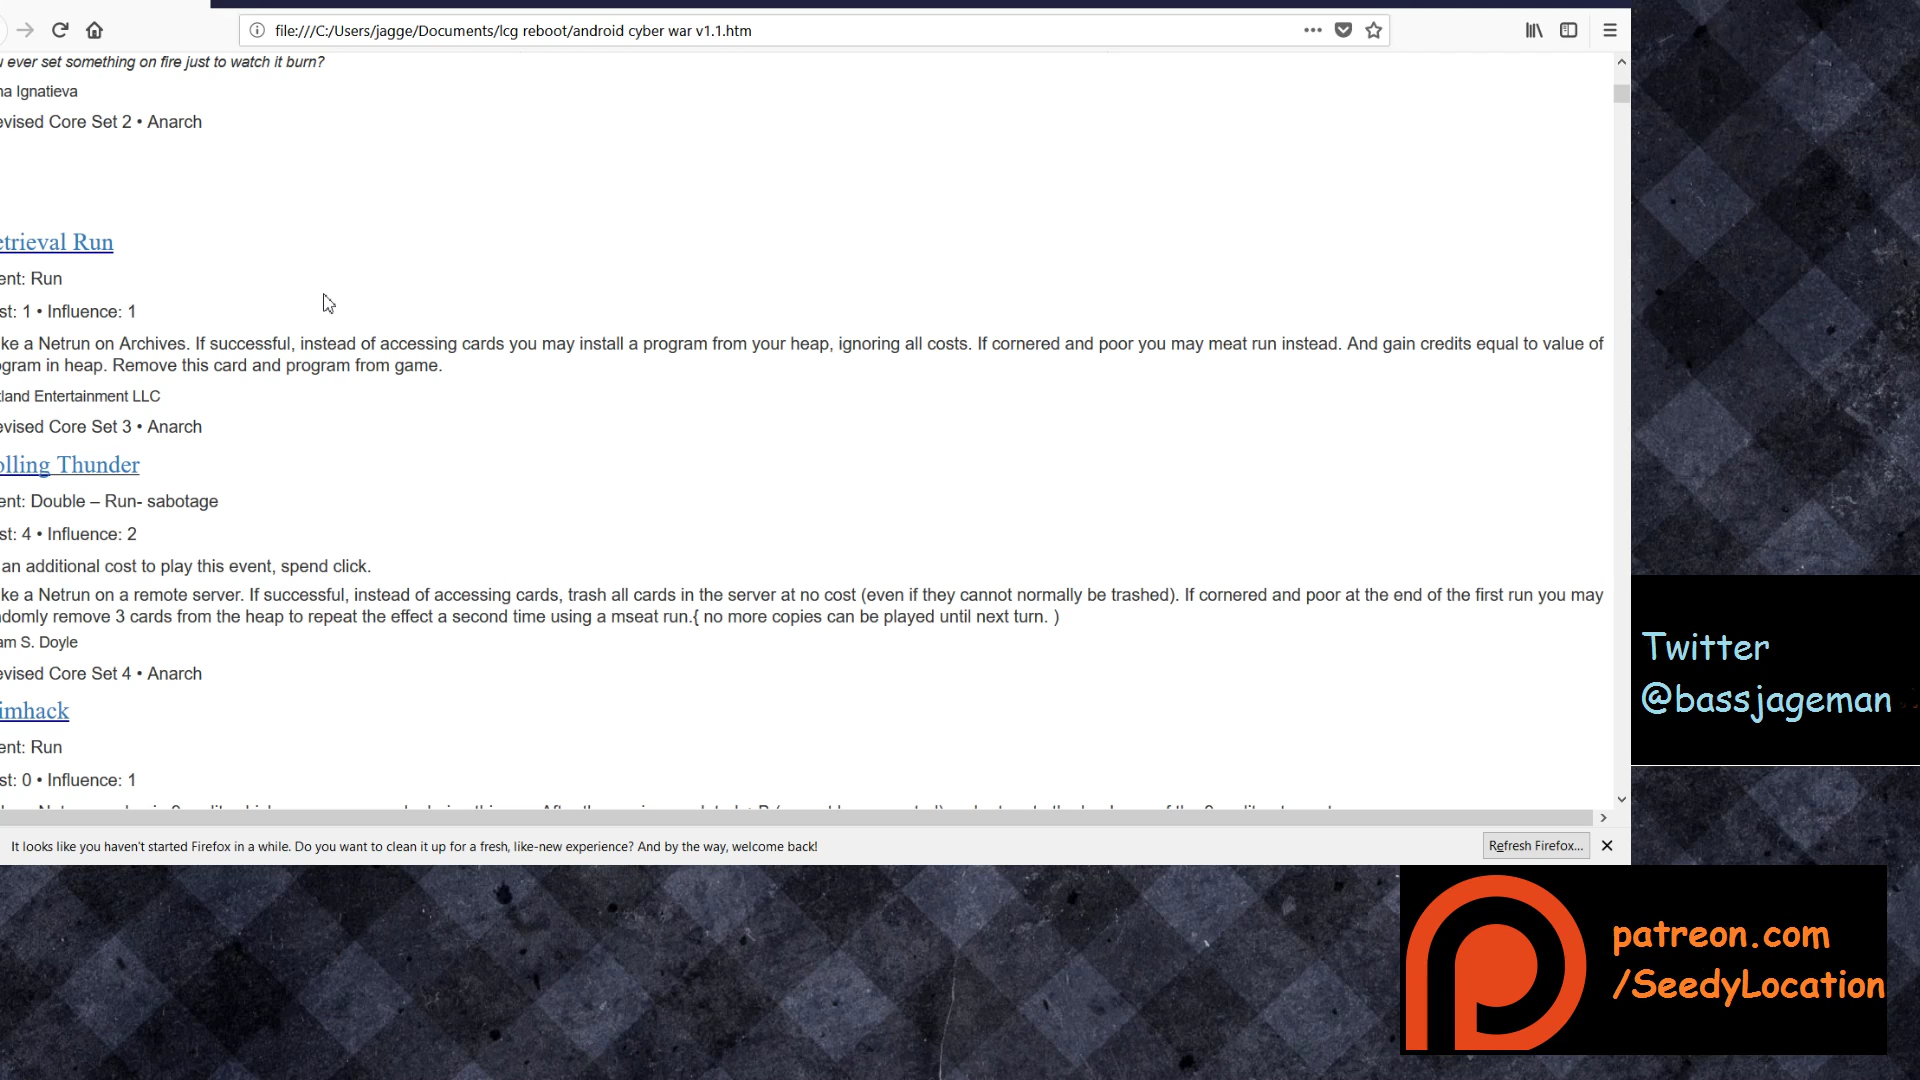 file:///C:/Users/jagge/Documents/lcg reboot/android cyber war v1.1.htm
ever set something on fire just to watch it burn?
na Ignatieva
evised Core Set 2 • Anarch
etrieval Run
ent: Run
st: 1 • Influence: 1
ke a Netrun on Archives. If successful, instead of accessing cards you may install a program from your heap, ignoring all costs. If cornered and poor you may meat run instead. And gain credits equal to value of
ogram in heap. Remove this card and program from game.
tland Entertainment LLC
evised Core Set 3 • Anarch
olling Thunder
ent: Double – Run- sabotage
st: 4 • Influence: 2
an additional cost to play this event, spend click.
ke a Netrun on a remote server. If successful, instead of accessing cards, trash all cards in the server at no cost (even if they cannot normally be trashed). If cornered and poor at the end of the first run you may
ndomly remove 3 cards from the heap to repeat the effect a second time using a mseat run.{ no more copies can be played until next turn. )
am S. Doyle
evised Core Set 4 • Anarch
imhack
ent: Run
st: 0 • Influence: 1
It looks like you haven't started Firefox in a while. Do you want to clean it up for a fresh, like-new experience? And by the way, welcome back!
Refresh Firefox...
Twitter
@bassjageman
patreon.com
/SeedyLocation